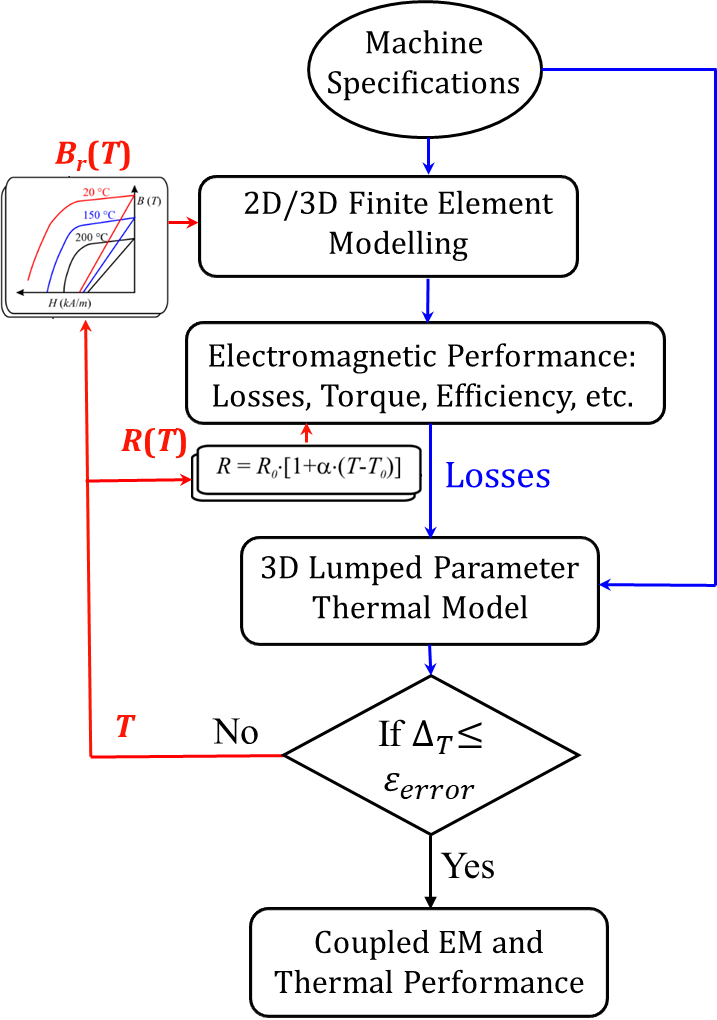 Machine
Specifications
B_r(T)
20 °C
B (T)
150 °C
200 °C
H (kA/m)
2D/3D Finite Element
Modelling
Electromagnetic Performance:
Losses, Torque, Efficiency, etc.
R(T)
R = R_0·[1+α·(T-T_0)]
Losses
3D Lumped Parameter
Thermal Model
T
No
If Δ_T ≤
ε_error
Yes
Coupled EM and
Thermal Performance